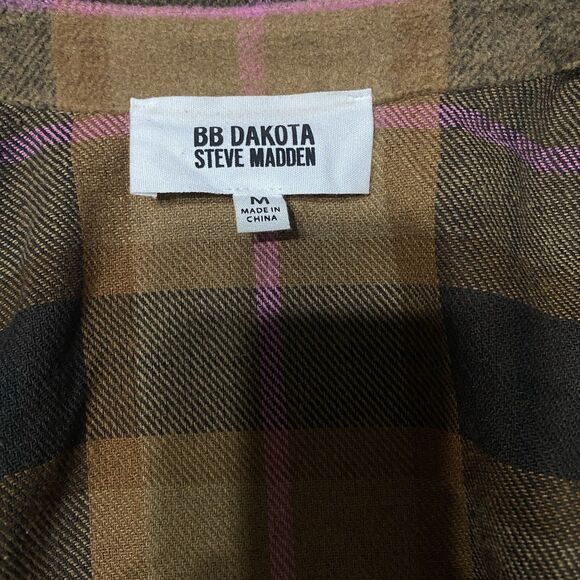 BB DAKOTA
STEVE MADDEN
M
MADE IN
CHINA